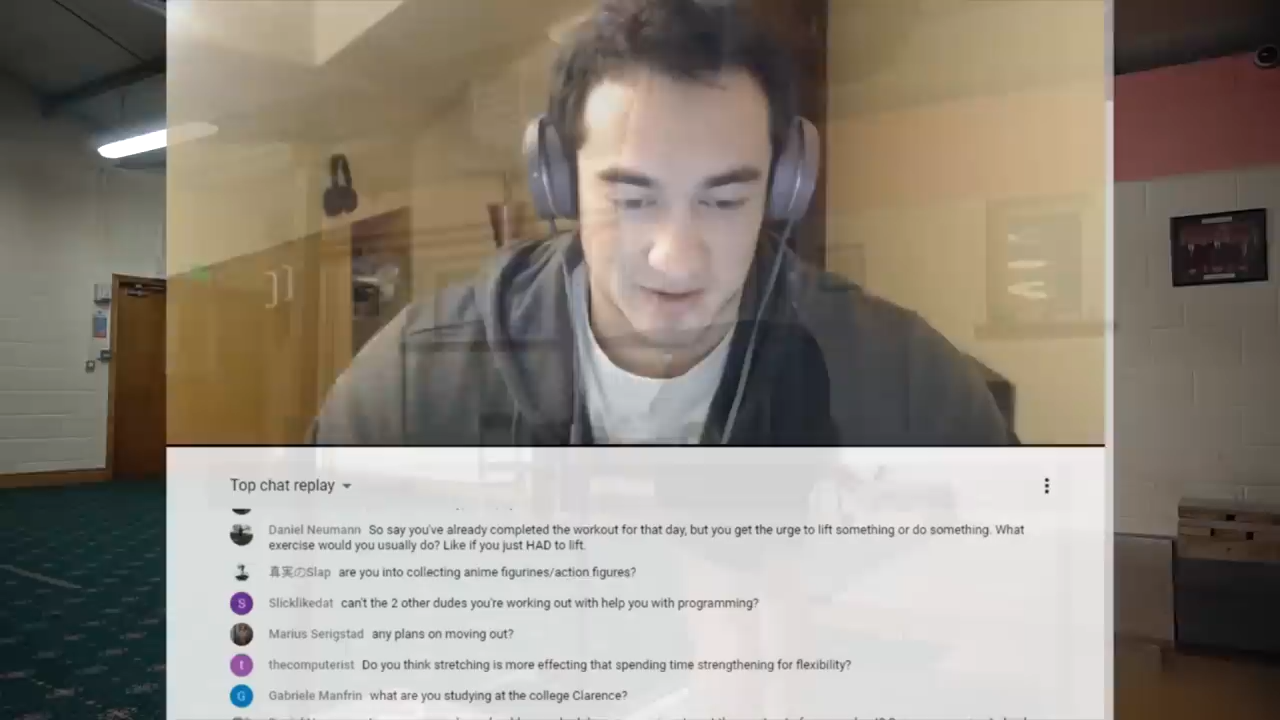 Top chat replay
Daniel Neumann So say you've already completed the workout for that day, but you get the urge to lift something or do something. What
exercise would you usually do? Like if you just HAD to lift.
真実のSlap are you into collecting anime figurines/action figures?
S Slicklikedat can't the 2 other dudes you're working out with help you with programming?
Marius Serigstad any plans on moving out?
t thecomputerist Do you think stretching is more effecting that spending time strengthening for flexibility?
G Gabriele Manfrin what are you studying at the college Clarence?